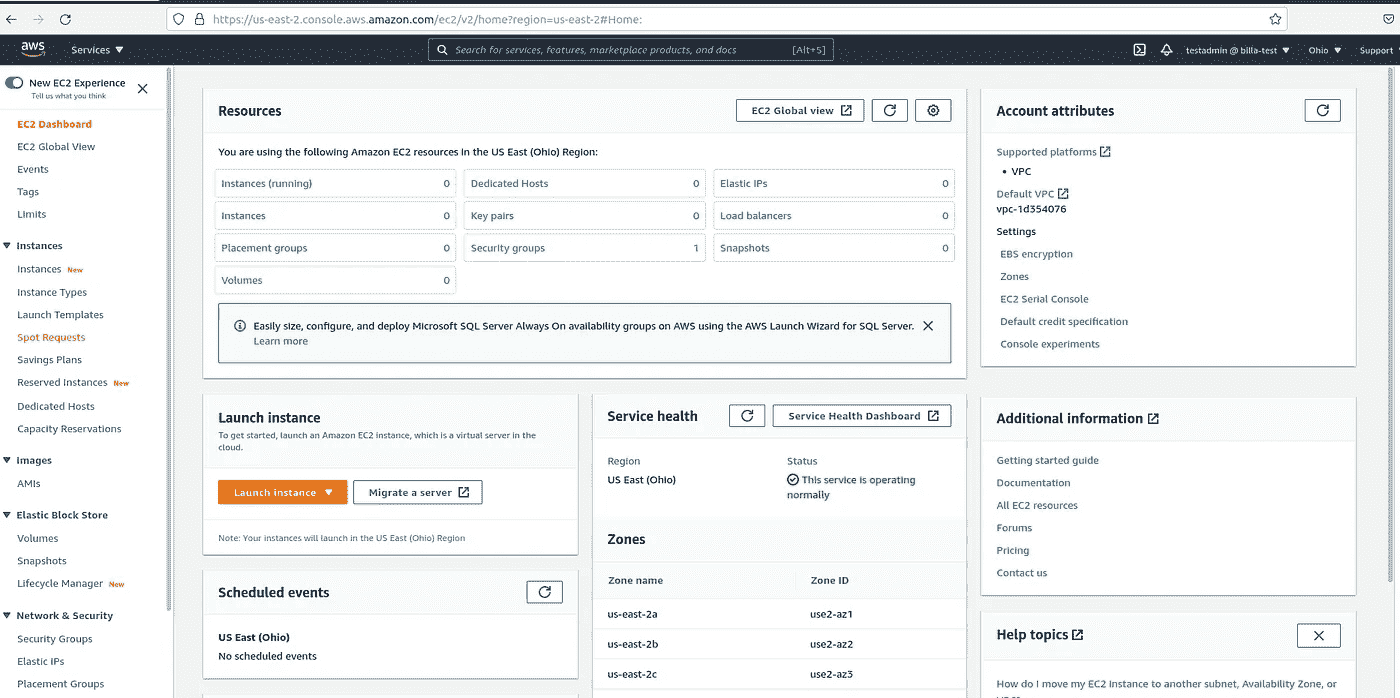 https://us-east-2.console.aws.amazon.com/ec2/v2/home?region=us-east-2#Home:
aws Services Search for services, features, marketplace products, and docs [Alt+5] testadmin @ billa-test Ohio Support
New EC2 Experience
Tell us what you think
EC2 Dashboard
EC2 Global View
Events
Tags
Limits
Instances
Instances New
Instance Types
Launch Templates
Spot Requests
Savings Plans
Reserved Instances New
Dedicated Hosts
Capacity Reservations
Images
AMIs
Elastic Block Store
Volumes
Snapshots
Lifecycle Manager New
Network & Security
Security Groups
Elastic IPs
Placement Groups
Resources
EC2 Global view
You are using the following Amazon EC2 resources in the US East (Ohio) Region:
Instances (running) 0 Dedicated Hosts 0 Elastic IPs 0
Instances 0 Key pairs 0 Load balancers 0
Placement groups 0 Security groups 1 Snapshots 0
Volumes 0
Easily size, configure, and deploy Microsoft SQL Server Always On availability groups on AWS using the AWS Launch Wizard for SQL Server.
Learn more
Launch instance
To get started, launch an Amazon EC2 instance, which is a virtual server in the
cloud.
Launch instance Migrate a server
Note: Your instances will launch in the US East (Ohio) Region
Scheduled events
US East (Ohio)
No scheduled events
Service health
Service Health Dashboard
Region Status
US East (Ohio) This service is operating
normally
Zones
Zone name Zone ID
us-east-2a use2-az1
us-east-2b use2-az2
us-east-2c use2-az3
Account attributes
Supported platforms
• VPC
Default VPC
vpc-1d354076
Settings
EBS encryption
Zones
EC2 Serial Console
Default credit specification
Console experiments
Additional information
Getting started guide
Documentation
All EC2 resources
Forums
Pricing
Contact us
Help topics
How do I move my EC2 instance to another subnet, Availability Zone, or